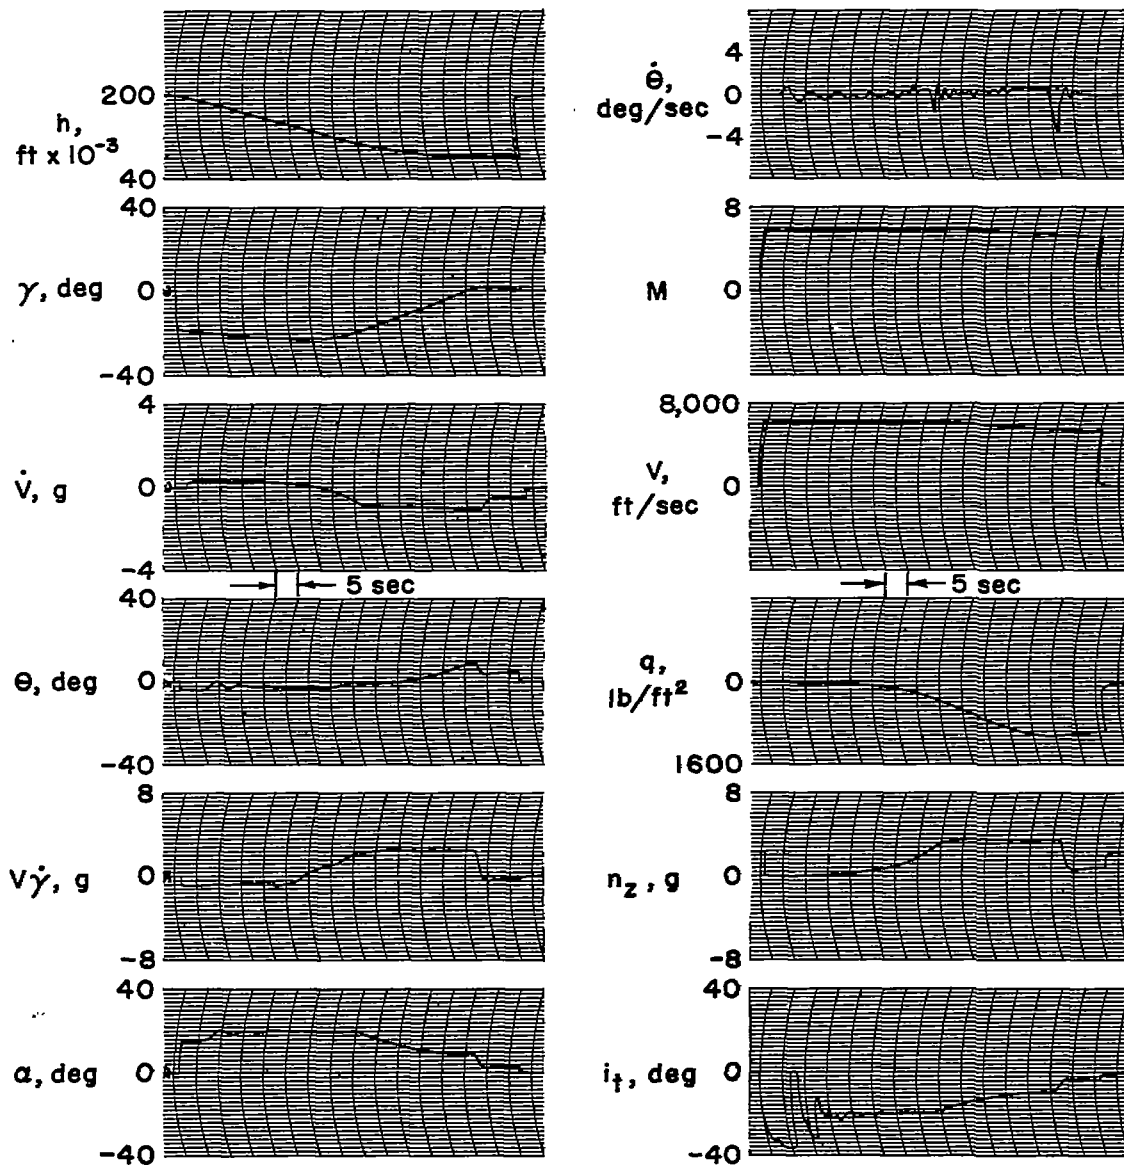 200
h,
ft x 10⁻³
40
40
γ, deg
0
-40
4
V̇, g
0
-4
5 sec
40
θ, deg
0
-40
8
Vγ̇, g
0
-8
40
α, deg
0
-40
4
θ̇,
0
deg/sec
-4
8
M
0
8,000
V,
0
ft/sec
5 sec
q,
0
lb/ft²
1600
8
n_z, g
0
-8
40
i_t, deg
0
-40